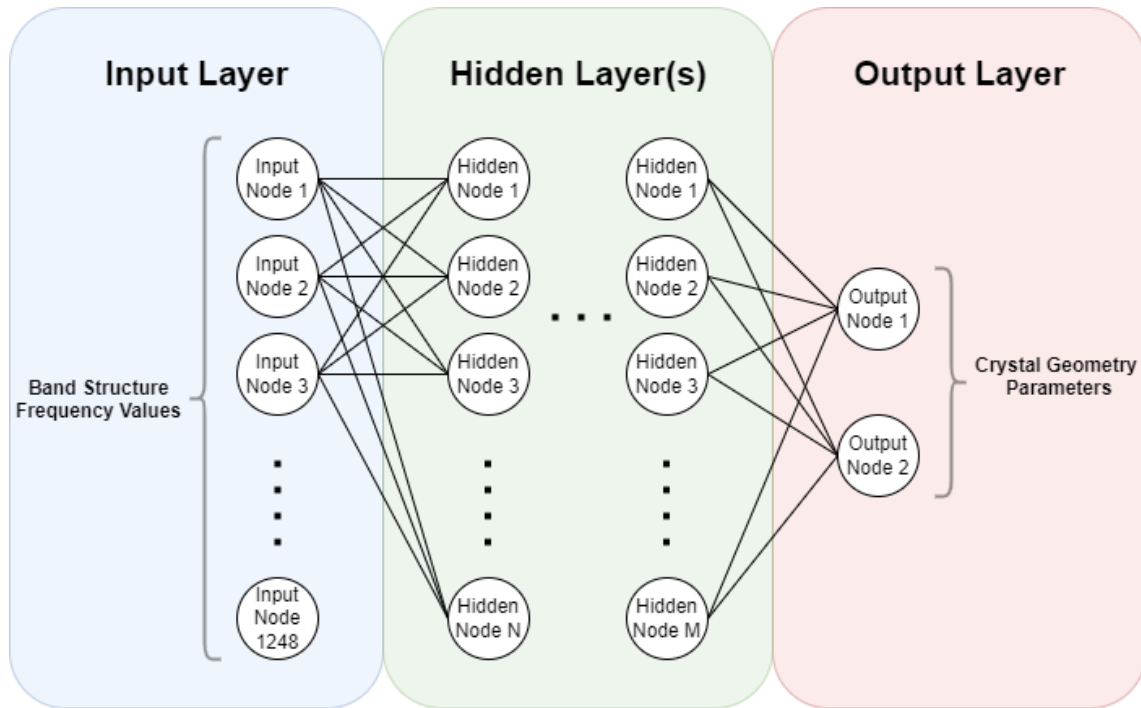 Input Layer
Hidden Layer(s)
Output Layer
Input
Node 1
Hidden
Node 1
Hidden
Node 1
Input
Node 2
Hidden
Node 2
Hidden
Node 2
Output
Node 1
Input
Node 3
Hidden
Node 3
Hidden
Node 3
Band Structure
Frequency Values
Crystal Geometry
Parameters
Output
Node 2
Input
Node
1248
Hidden
Node N
Hidden
Node M